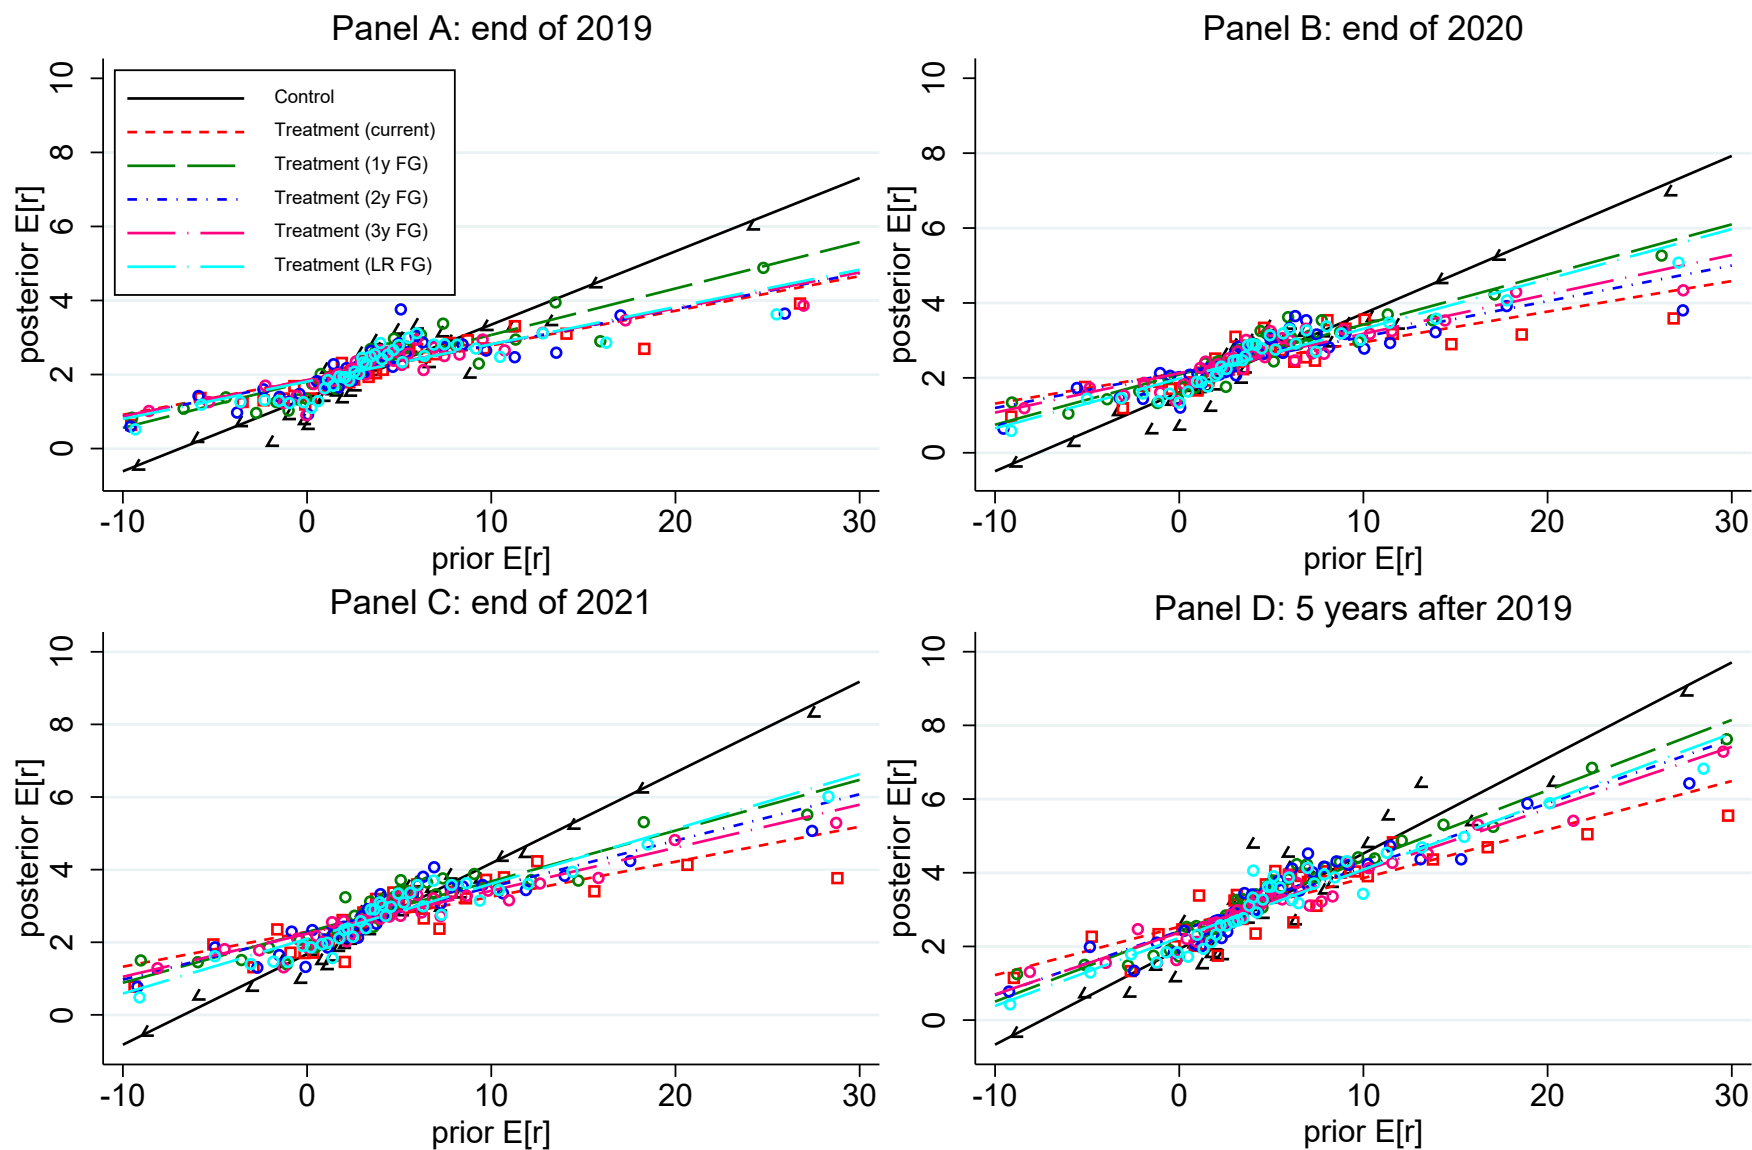 Panel A: end of 2019
posterior E[r]
10
8
6
4
2
0
Control
Treatment (current)
Treatment (1y FG)
Treatment (2y FG)
Treatment (3y FG)
Treatment (LR FG)
-10 0 10 20 30
prior E[r]
Panel B: end of 2020
posterior E[r]
10
8
6
4
2
0
-10 0 10 20 30
prior E[r]
Panel C: end of 2021
posterior E[r]
10
8
6
4
2
0
-10 0 10 20 30
prior E[r]
Panel D: 5 years after 2019
posterior E[r]
10
8
6
4
2
0
-10 0 10 20 30
prior E[r]